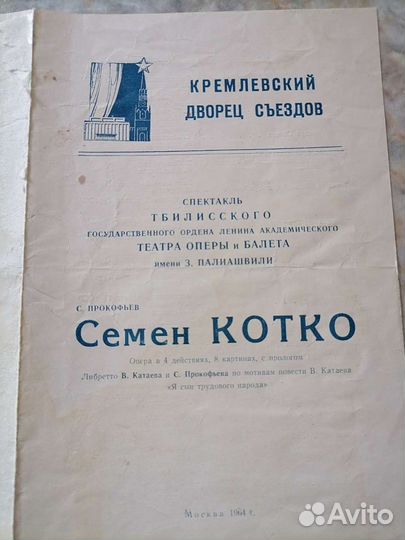 КРЕМЛЕВСКИЙ
ДВОРЕЦ СЪЕЗДОВ
СПЕКТАКЛЬ
ТБИЛИССКОГО
ГОСУДАРСТВЕННОГО ОРДЕНА ЛЕНИНА АКАДЕМИЧЕСКОГО
ТЕАТРА ОПЕРЫ и БАЛЕТА
имени З. ПАЛИАШВИЛИ
С. ПРОКОФЬЕВ
Семен КОТКО
Опера в 4 действиях, 8 картинах, с прологом
Либретто В. Катаева и С. Прокофьева по мотивам повести В. Катаева
«Я сын трудового народа»
Москва 1964 г.
Avito